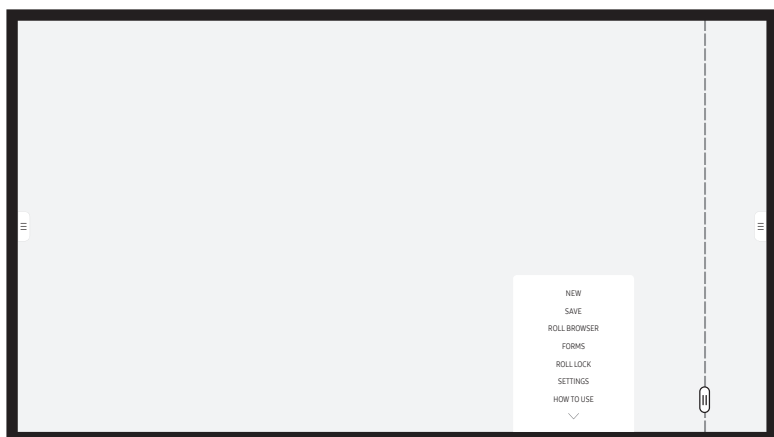 NEW
SAVE
ROLL BROWSER
FORMS
ROLL LOCK
SETTINGS
HOW TO USE